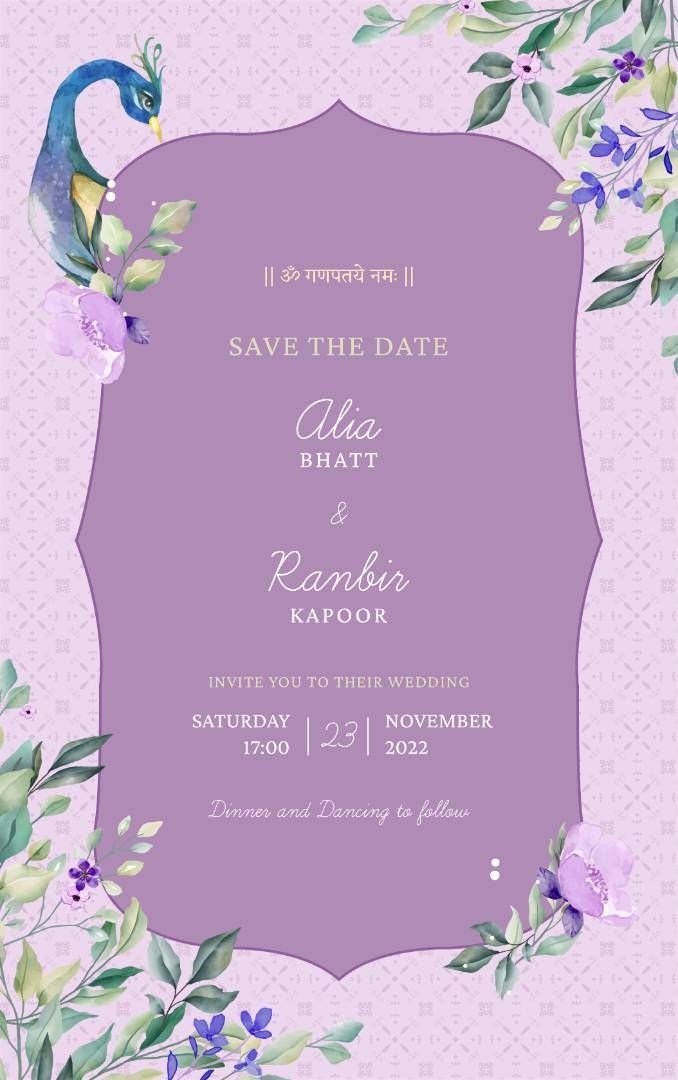 || ॐ गणपतये नमः ||
SAVE THE DATE
Alia
BHATT
&
Ranbir
KAPOOR
INVITE YOU TO THEIR WEDDING
SATURDAY | 23 | NOVEMBER
17:00 2022
Dinner and Dancing to follow